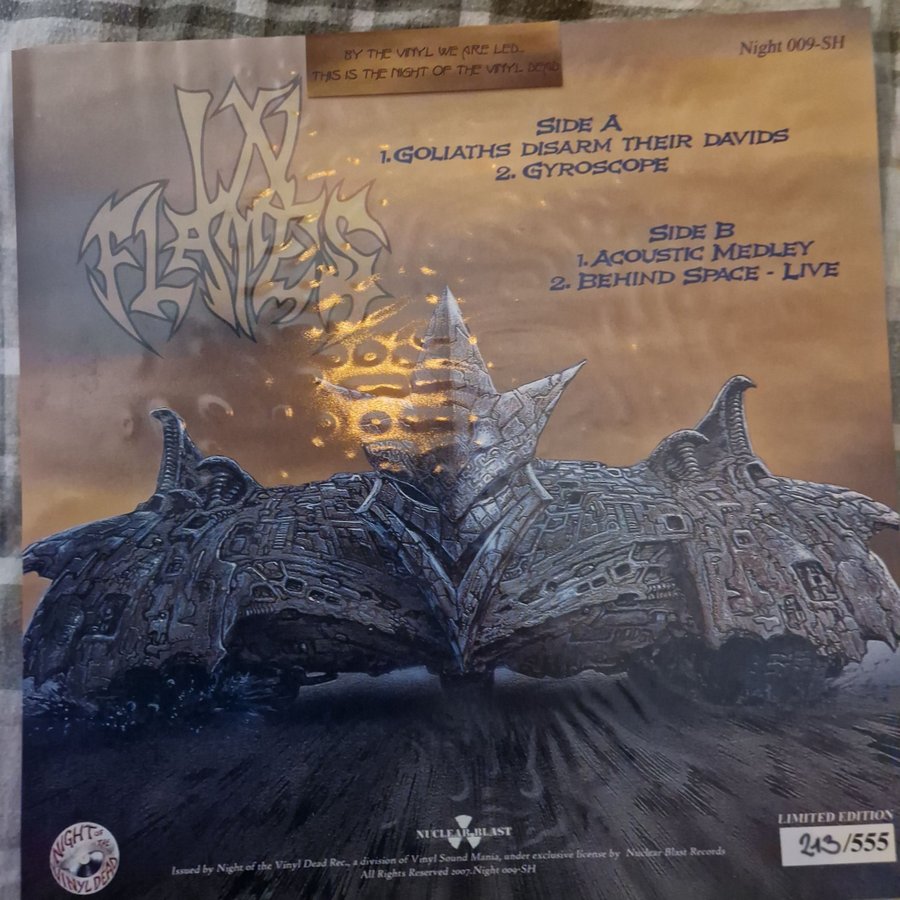 BY THE VINYL WE ARE LED...
THIS IS THE NIGHT OF THE VINYL DEAD
Night 009-SH
IN
FLAMES
SIDE A
1. GOLIATHS DISARM THEIR DAVIDS
2. GYROSCOPE
SIDE B
1. ACOUSTIC MEDLEY
2. BEHIND SPACE - LIVE
NUCLEAR BLAST
NIGHT OF THE VINYL DEAD
Issued by Night of the Vinyl Dead Rec., a division of Vinyl Sound Mania, under exclusive license by Nuclear Blast Records
All Rights Reserved 2007.Night 009-SH
LIMITED EDITION
213/555